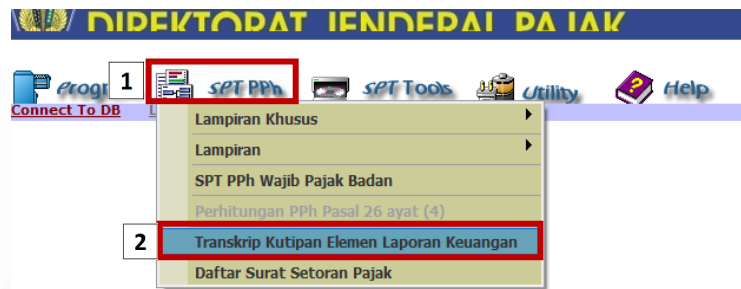 DIREKTORAT JENDERAL PAJAK
1
SPT PPh
SPT Tools
Utility
Help
Connect To DB
Lampiran Khusus
Lampiran
SPT PPh Wajib Pajak Badan
Perhitungan PPh Pasal 26 ayat (4)
2
Transkrip Kutipan Elemen Laporan Keuangan
Daftar Surat Setoran Pajak